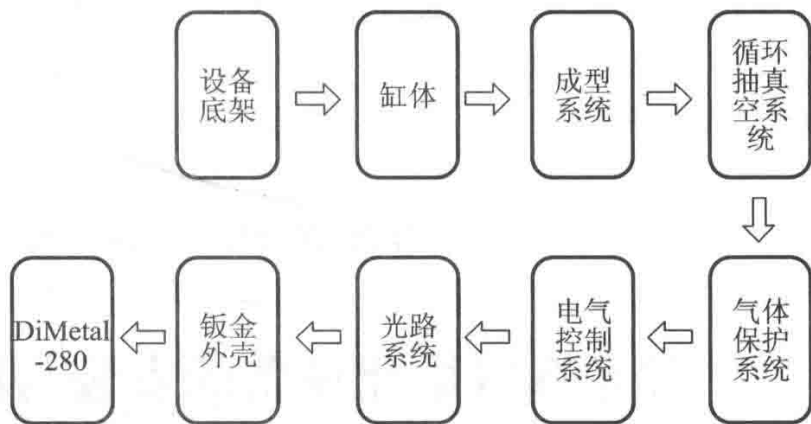 设备
底架
缸体
成型
系统
循环
抽真
空系
统
气体
保护
系统
电气
控制
系统
光路
系统
钣金
外壳
DiMetal
-280